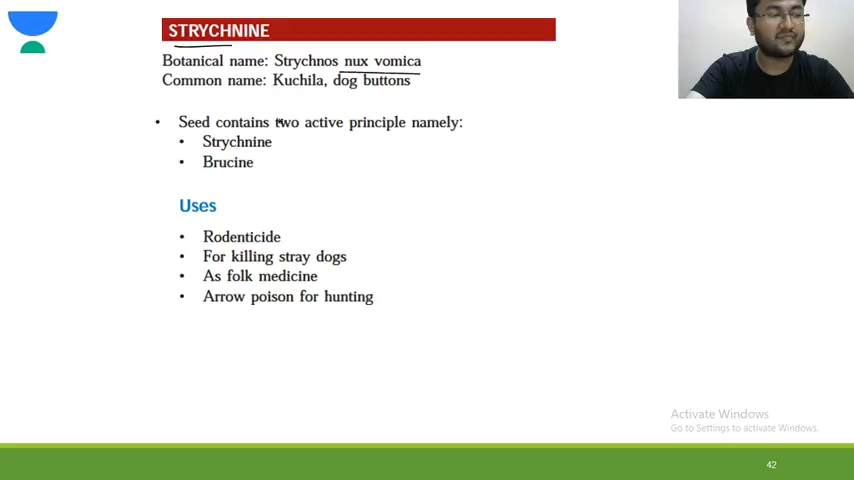 STRYCHNINE
Botanical name: Strychnos nux vomica
Common name: Kuchila, dog buttons
• Seed contains two active principle namely:
• Strychnine
• Brucine
Uses
• Rodenticide
• For killing stray dogs
• As folk medicine
• Arrow poison for hunting
Activate Windows
Go to Settings to activate Windows.
42